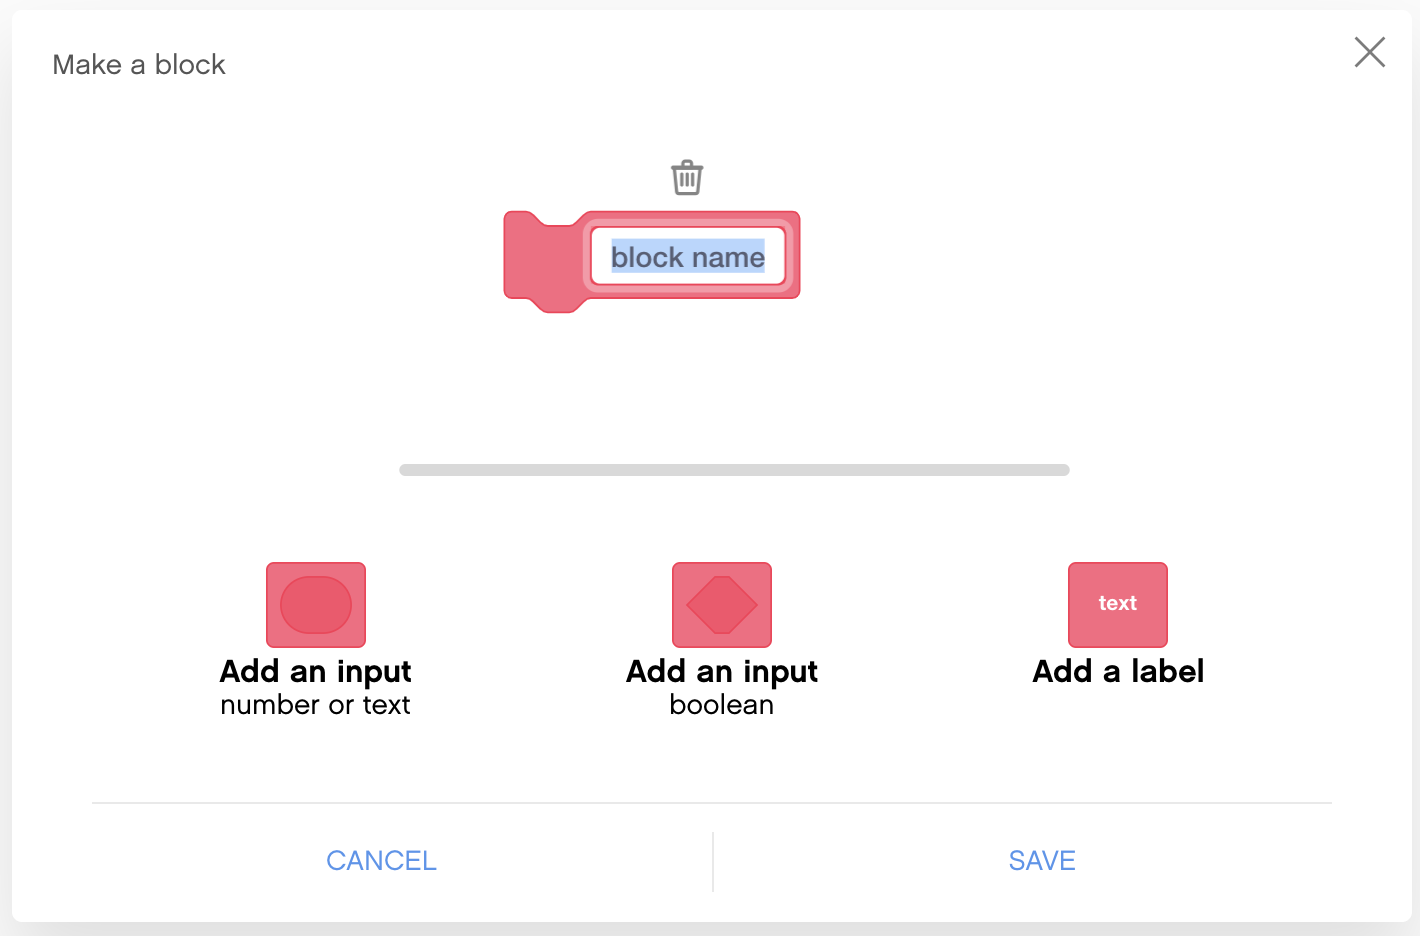 Make a block
block name
text
Add an input
number or text
Add an input
boolean
Add a label
CANCEL
SAVE